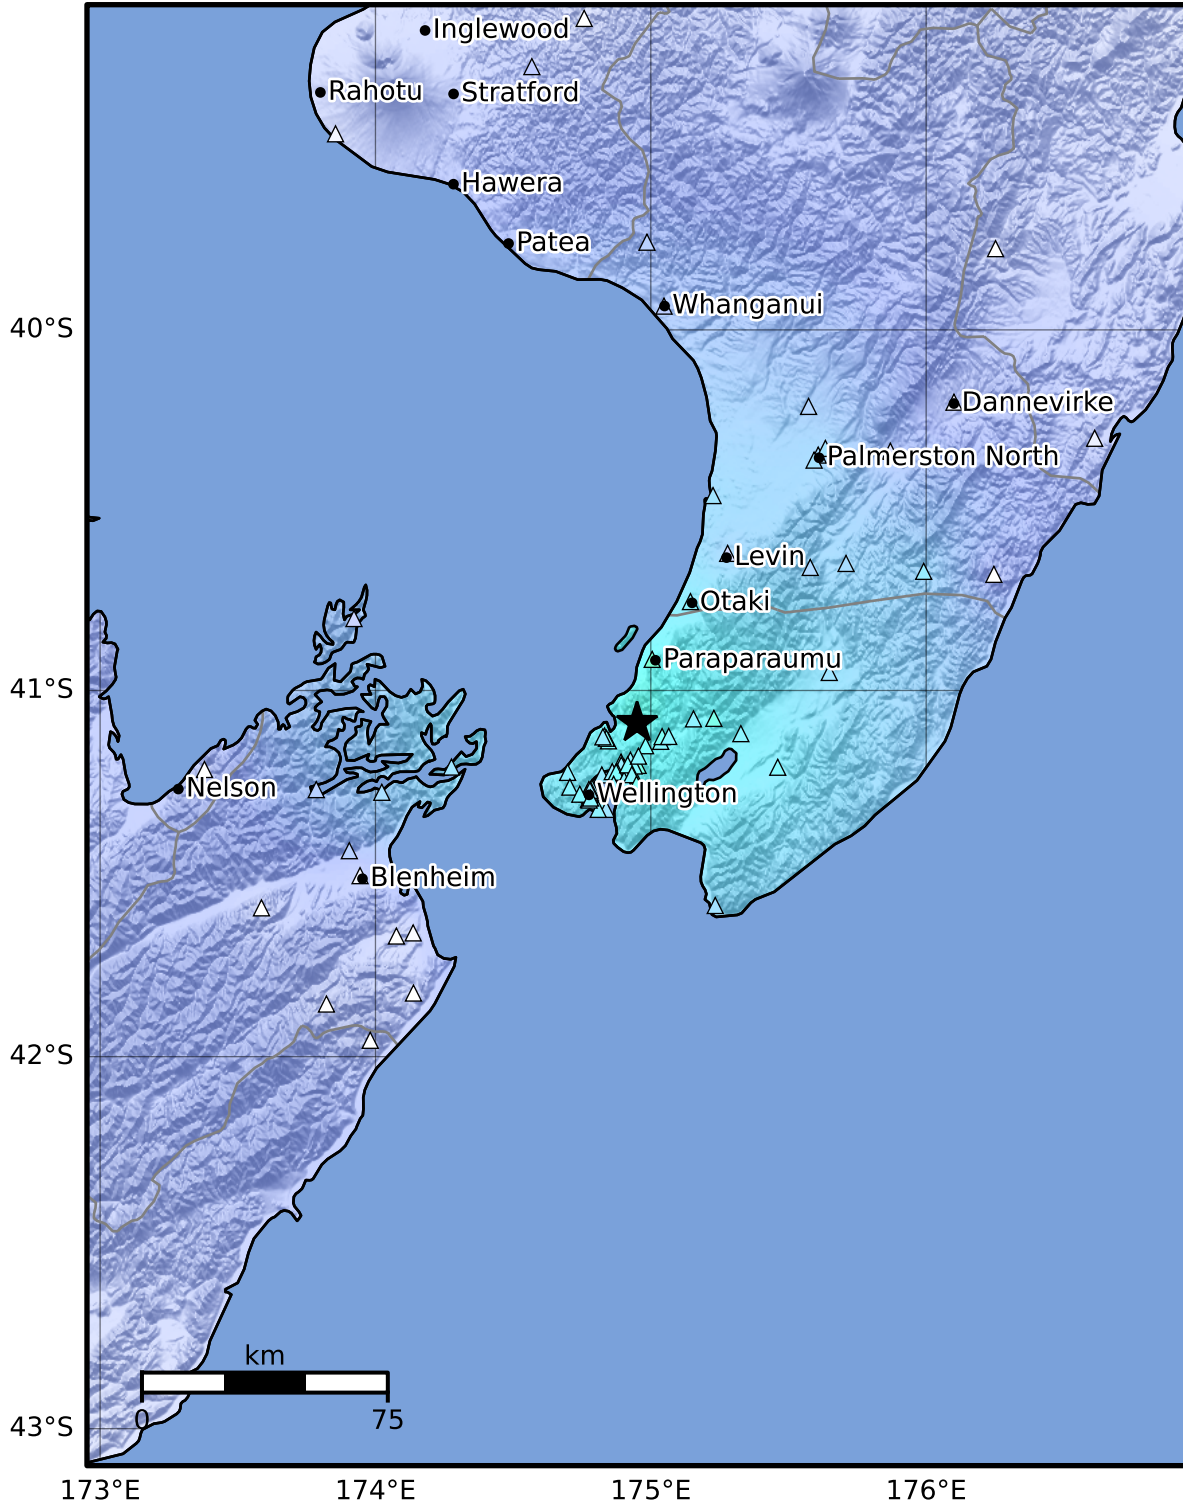 Inglewood
Rahotu
Stratford
Hawera
Patea
Whanganui
40°S
Dannevirke
Palmerston North
Levin
Otaki
Paraparaumu
41°S
Nelson
Wellington
Blenheim
42°S
km
0
75
43°S
173°E
174°E
175°E
176°E